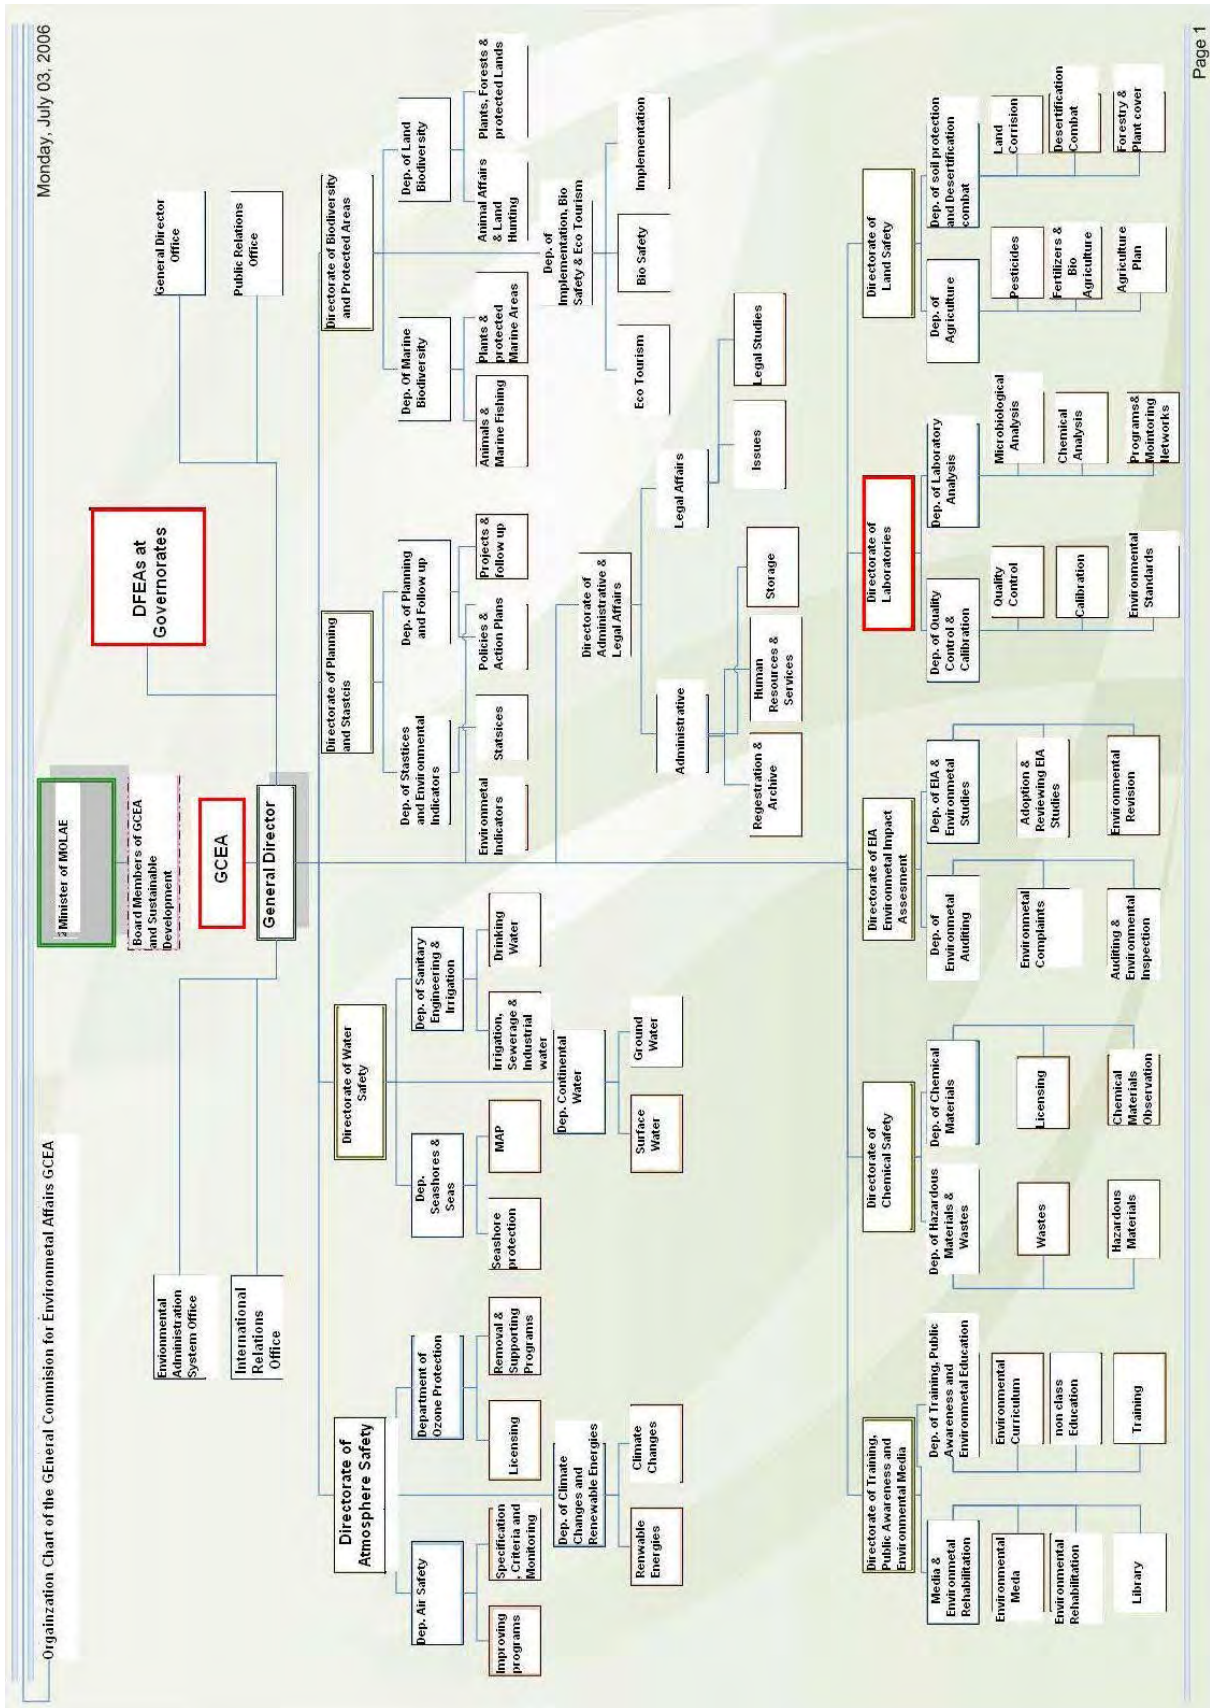 Orgainzation Chart of the GEneral Commision for Environmetal Affairs GCEA
Monday, July 03, 2006
Minister of MOLAE
Board Members of GCEA
and Sustainable
Development
GCEA
General Director
DFEAs at
Governorates
Envionmental
Administration
System Office
International
Relations
Office
General Director
Office
Public Relations
Office
Directorate of
Atmosphere Safety
Dep. Air Safety
Improving
programs
Specification
, Criteria and
Monitoring
Department of
Ozone Protection
Licensing
Removal &
Supporting
Programs
Dep. of Climate
Changes and
Renewable Energies
Renwable
Energies
Climate
Changes
Directorate of Water
Safety
Dep.
Seashores &
Seas
Seashore
protection
MAP
Dep. of Sanitary
Engineering &
Irrigation
Irrigation,
Sewerage &
Industrial
water
Drinking
Water
Dep. Continental
Water
Surface
Water
Ground
Water
Directorate of Planning
and Stastcis
Dep. of Stastices
and Environmental
Indicators
Environmetal
Indicators
Statsices
Dep. of Planning
and Follow up
Policies &
Action Plans
Projects &
follow up
Directorate of Biodiversity
and Protected Areas
Dep. Of Marine
Biodiversity
Animals &
Marine Fishing
Plants &
protected
Marine Areas
Dep. of Land
Biodiversity
Animal Affairs
& Land
Hunting
Plants, Forests &
protected Lands
Dep. of
Implementation, Bio
Safety & Eco Tourism
Eco Tourism
Bio Safety
Implementation
Directorate of
Administrative &
Legal Affairs
Administrative
Regestration &
Archive
Human
Resources &
Services
Storage
Legal Affairs
Issues
Legal Studies
Directorate of Training,
Public Awareness and
Environmental Media
Media &
Environmetal
Rehabilitation
Environmental
Meda
Environmetal
Rehabilitation
Library
Dep. of Training, Public
Awareness and
Environmetal Education
Environmetal
Curriculum
non class
Education
Training
Directorate of
Chemical Safety
Dep. of Hazardous
Materials &
Wastes
Wastes
Hazardous
Materials
Dep. of Chemical
Materials
Licensing
Chemical
Materials
Observation
Directorate of EIA
Environmetal Impact
Assesment
Dep. of
Environmetal
Auditing
Environmetal
Complaints
Auditing &
Environmetal
Inspection
Dep. of EIA &
Environmetal
Studies
Adoption &
Reviewing EIA
Studies
Environmetal
Revision
Directorate of
Laboratories
Dep. of Quality
Control &
Calibration
Quality
Control
Calibration
Environmetal
Standards
Dep. of Laboratory
Analysis
Microbiological
Analysis
Chemical
Analysis
Programs&
Mointoring
Networks
Directorate of
Land Safety
Dep. of
Agriculture
Pesticides
Fertilizers &
Bio
Agriculture
Agriculture
Plan
Dep. of soil protection
and Desertification
combat
Land
Corrision
Desertification
Combat
Forestry &
Plant cover
Page 1